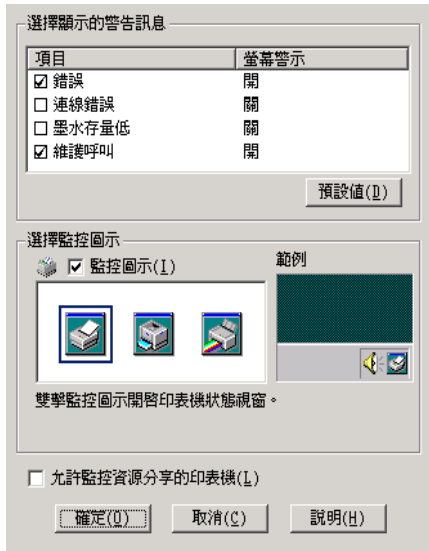 選擇顯示的警告訊息
項目 螢幕警示
錯誤 開
連線錯誤 關
墨水存量低 關
維護呼叫 開
預設值(D)
選擇監控圖示
監控圖示(I) 範例
雙擊監控圖示開啓印表機狀態視窗。
允許監控資源分享的印表機(L)
確定(O) 取消(C) 說明(H)